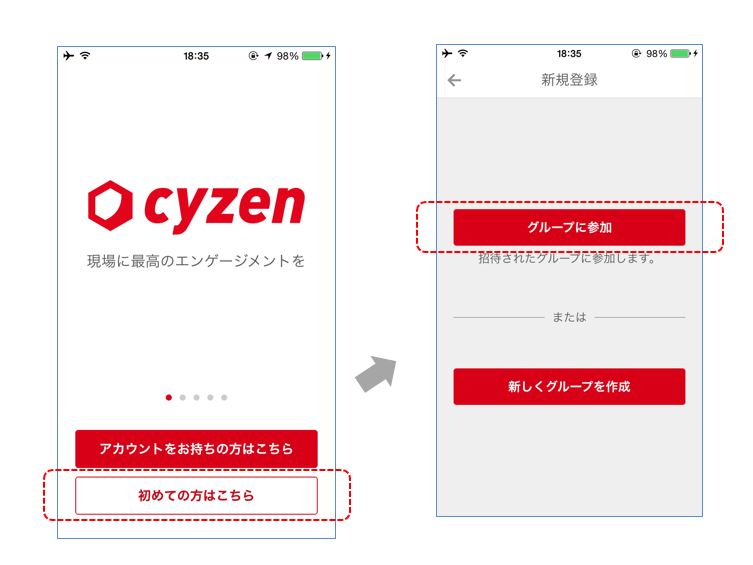 18:35
98%
cyzen
現場に最高のエンゲージメントを
アカウントをお持ちの方はこちら
初めての方はこちら
18:35
98%
新規登録
グループに参加
招待されたグループに参加します。
または
新しくグループを作成